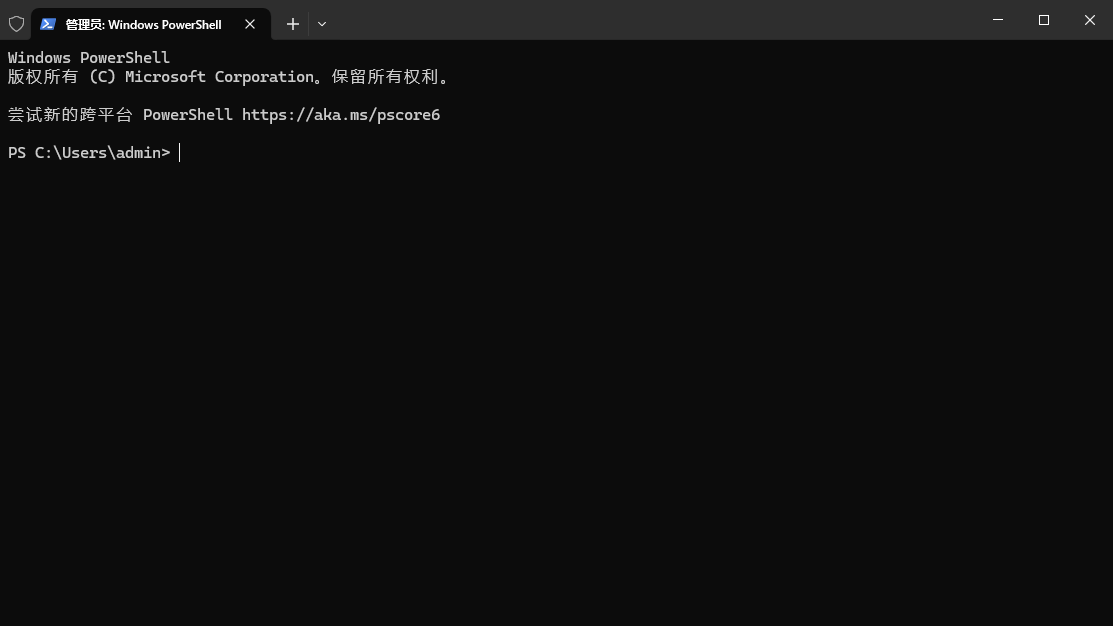 管理员: Windows PowerShell
Windows PowerShell
版权所有 (C) Microsoft Corporation。保留所有权利。
尝试新的跨平台 PowerShell https://aka.ms/pscore6
PS C:\Users\admin>